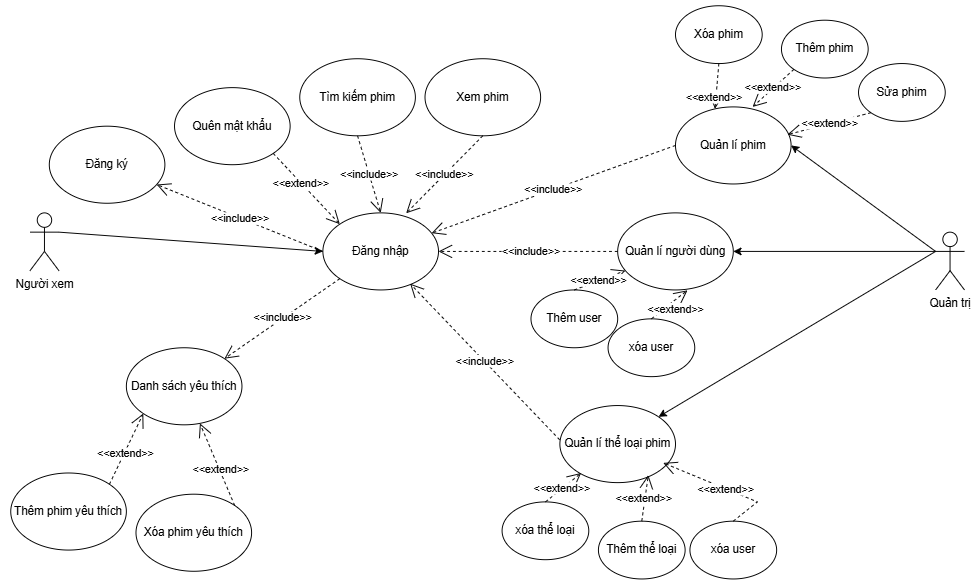 Xóa phim
Thêm phim
<<extend>>
<<extend>>
Sửa phim
<<extend>>
Quản lí phim
Tìm kiếm phim
Xem phim
Quên mật khẩu
Đăng ký
<<extend>>
<<include>>
<<include>>
<<include>>
<<include>>
Người xem
Đăng nhập
<<include>>
Quản lí người dùng
Quản trị
<<extend>>
<<extend>>
Thêm user
xóa user
<<include>>
<<include>>
Danh sách yêu thích
<<extend>>
<<extend>>
Thêm phim yêu thích
Xóa phim yêu thích
Quản lí thể loại phim
<<extend>>
<<extend>>
<<extend>>
xóa thể loại
Thêm thể loại
xóa user